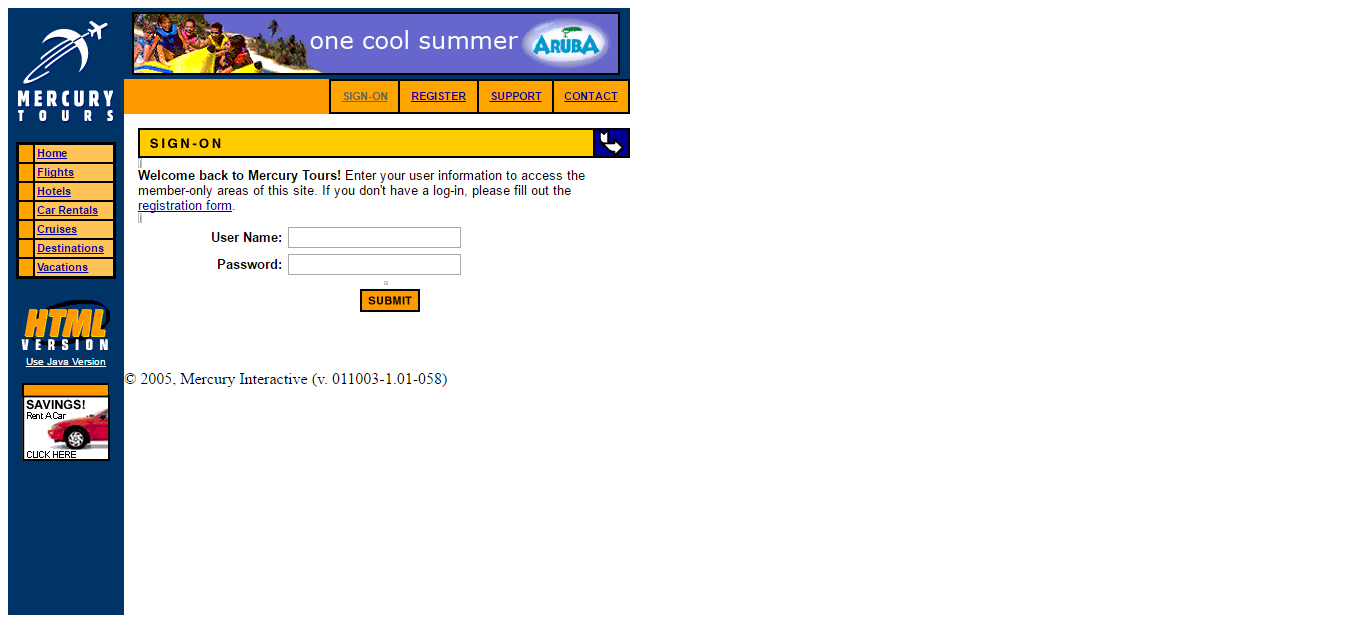 one cool summer ARUBA
MERCURY
TOURS
SIGN-ON REGISTER SUPPORT CONTACT
SIGN-ON
Home
Flights
Hotels
Car Rentals
Cruises
Destinations
Vacations
Welcome back to Mercury Tours! Enter your user information to access the
member-only areas of this site. If you don't have a log-in, please fill out the
registration form.
User Name:
Password:
SUBMIT
HTML
VERSION
Use Java Version
© 2005, Mercury Interactive (v. 011003-1.01-058)
SAVINGS!
Rent A Car
CLICK HERE